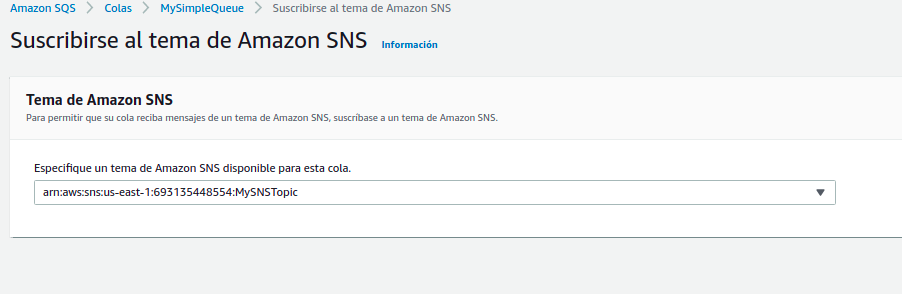 Amazon SQS > Colas > MySimpleQueue > Suscribirse al tema de Amazon SNS
Suscribirse al tema de Amazon SNS Información
Tema de Amazon SNS
Para permitir que su cola reciba mensajes de un tema de Amazon SNS, suscríbase a un tema de Amazon SNS.
Especifique un tema de Amazon SNS disponible para esta cola.
arn:aws:sns:us-east-1:693135448554:MySNSTopic